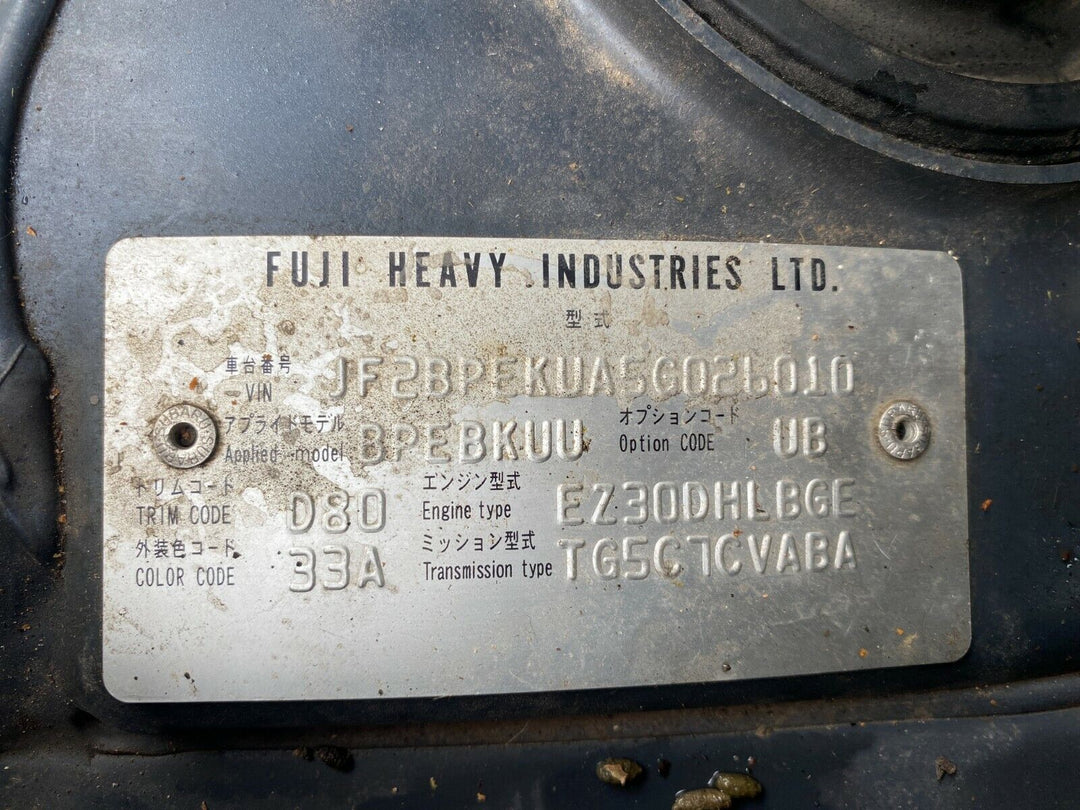 FUJI HEAVY INDUSTRIES LTD.
型式
車台番号
-VIN JF2BPEKUA5G026010
アプライドモデル オプションコード
Applied model BPEBKUU Option CODE UB
トリムコード エンジン型式
TRIM CODE D80 Engine type EZ30DHLBGE
外装色コード ミッション型式
COLOR CODE 33A Transmission type TG5C7CVABA